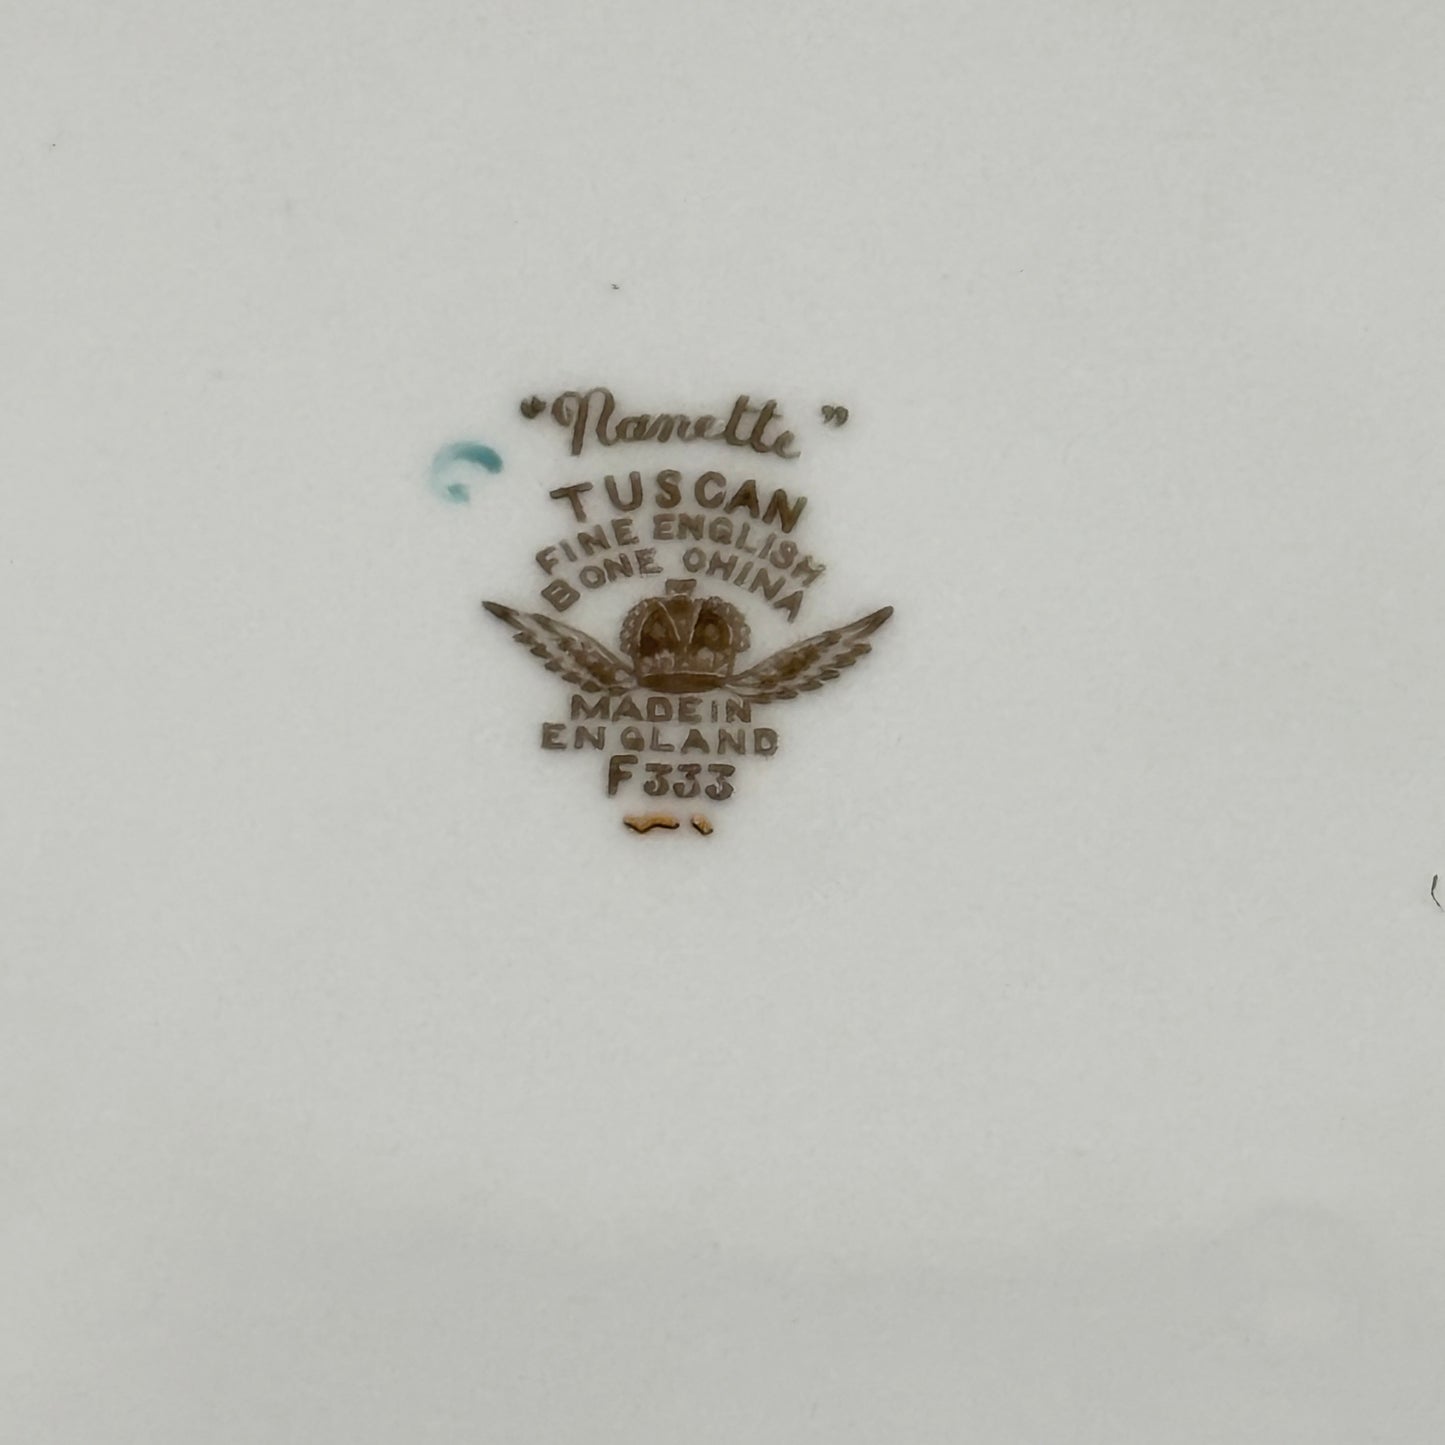 "Nanette"
TUSCAN
FINE ENGLISH
BONE CHINA
MADE IN
ENGLAND
F333